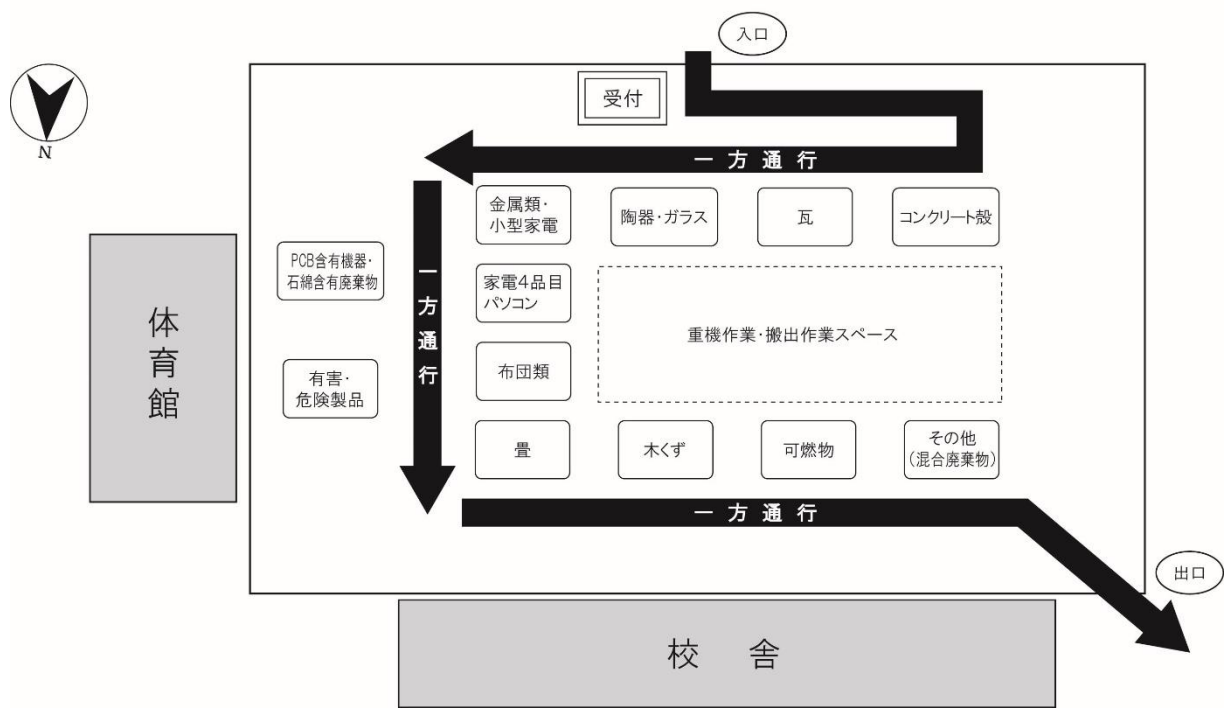 入口
受付
N
一方通行
金属類・
小型家電
陶器・ガラス
瓦
コンクリート殻
PCB含有機器・
石綿含有廃棄物
一方通行
家電4品目
パソコン
重機作業・搬出作業スペース
体育館
有害・
危険製品
布団類
畳
木くず
可燃物
その他
(混合廃棄物)
一方通行
出口
校舎